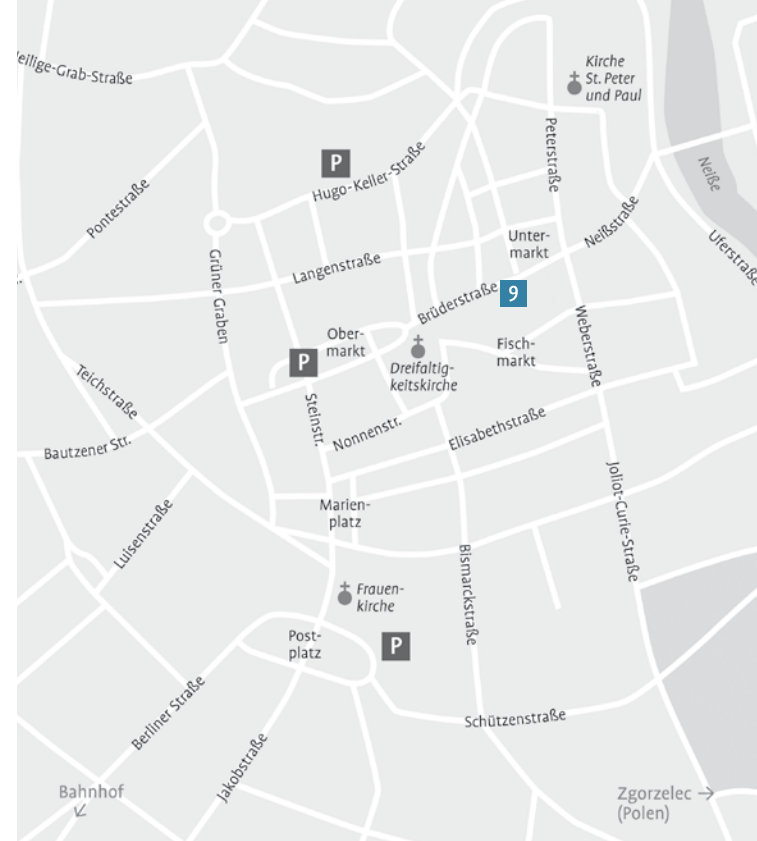 Kirche
St. Peter
und Paul
eilige-Grab-Straße
P
Hugo-Keller-Straße
Peterstraße
Neiße
Pontestraße
Neißstraße
Unter-
markt
Uferstraße
Grüner Graben
Langenstraße
Brüderstraße
9
Weberstraße
Ober-
markt
Fisch-
markt
P
Dreifaltig-
keitskirche
Teichstraße
Steinstr.
Nonnenstr.
Elisabethstraße
Bautzener Str.
Joliot-Curie-Straße
Marien-
platz
Luisenstraße
Bismarckstraße
Frauen-
kirche
Post-
platz
P
Berliner Straße
Schützenstraße
Jakobstraße
Bahnhof
Zgorzelec →
(Polen)